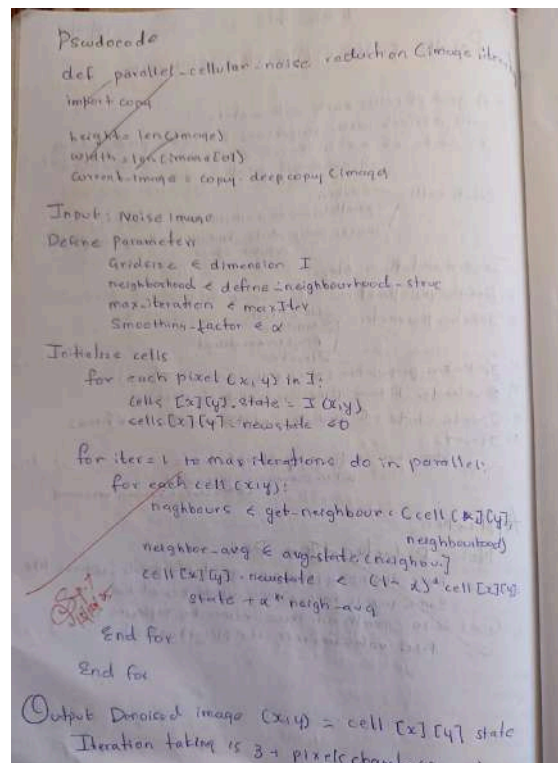 Pseudocode
def parallel-cellular-noise reduction (image, iter
import copy
height = len(image)
width = len(image[0])
current-image = copy.deepcopy (image)
Input: Noise image
Define parameters
Gridsize ← dimension I
neighborhood ← define-neighbourhood-struc
max-iteration ← maxIter
Smoothing-factor ← α
Initialise cells
for each pixel (x, y) in I:
cells [x][y].state = I (x,y)
cells [x][y].newstate ← 0
for iter = 1 to max iterations do in parallel:
for each cell (x,y):
naghbours ← get-neighbour (cell [x][y],
neighbourhood)
neighbor-avg ← avg-state (neighbour]
cell [x][y].newstate ← (1- α)* cell [x][y].
state + α* neigh-avg
End for
End for
Output Denoised image (x,y) = cell [x][y] state
Iteration taking is 3 + pixels